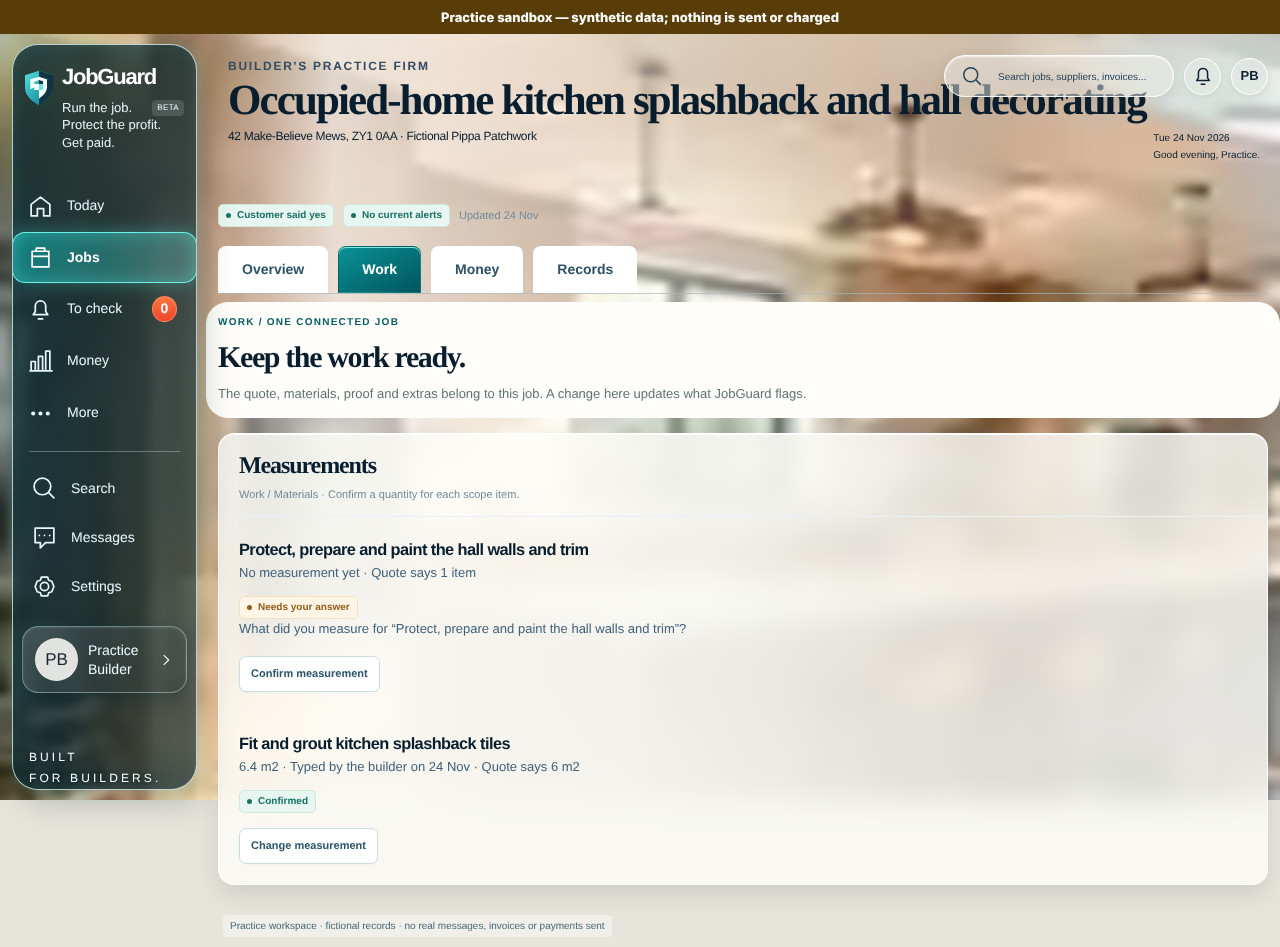 Practice sandbox — synthetic data; nothing is sent or charged
JobGuard
Run the job.
Protect the profit.
Get paid.
BETA
Today
Jobs
To check
0
Money
More
Search
Messages
Settings
PB
Practice
Builder
BUILT
FOR BUILDERS.
BUILDER'S PRACTICE FIRM
Occupied-home kitchen splashback and hall decorating
42 Make-Believe Mews, ZY1 0AA · Fictional Pippa Patchwork
Search jobs, suppliers, invoices...
PB
Tue 24 Nov 2026
Good evening, Practice.
Customer said yes
No current alerts
Updated 24 Nov
Overview
Work
Money
Records
WORK / ONE CONNECTED JOB
Keep the work ready.
The quote, materials, proof and extras belong to this job. A change here updates what JobGuard flags.
Measurements
Work / Materials · Confirm a quantity for each scope item.
Protect, prepare and paint the hall walls and trim
No measurement yet · Quote says 1 item
Needs your answer
What did you measure for “Protect, prepare and paint the hall walls and trim”?
Confirm measurement
Fit and grout kitchen splashback tiles
6.4 m2 · Typed by the builder on 24 Nov · Quote says 6 m2
Confirmed
Change measurement
Practice workspace · fictional records · no real messages, invoices or payments sent